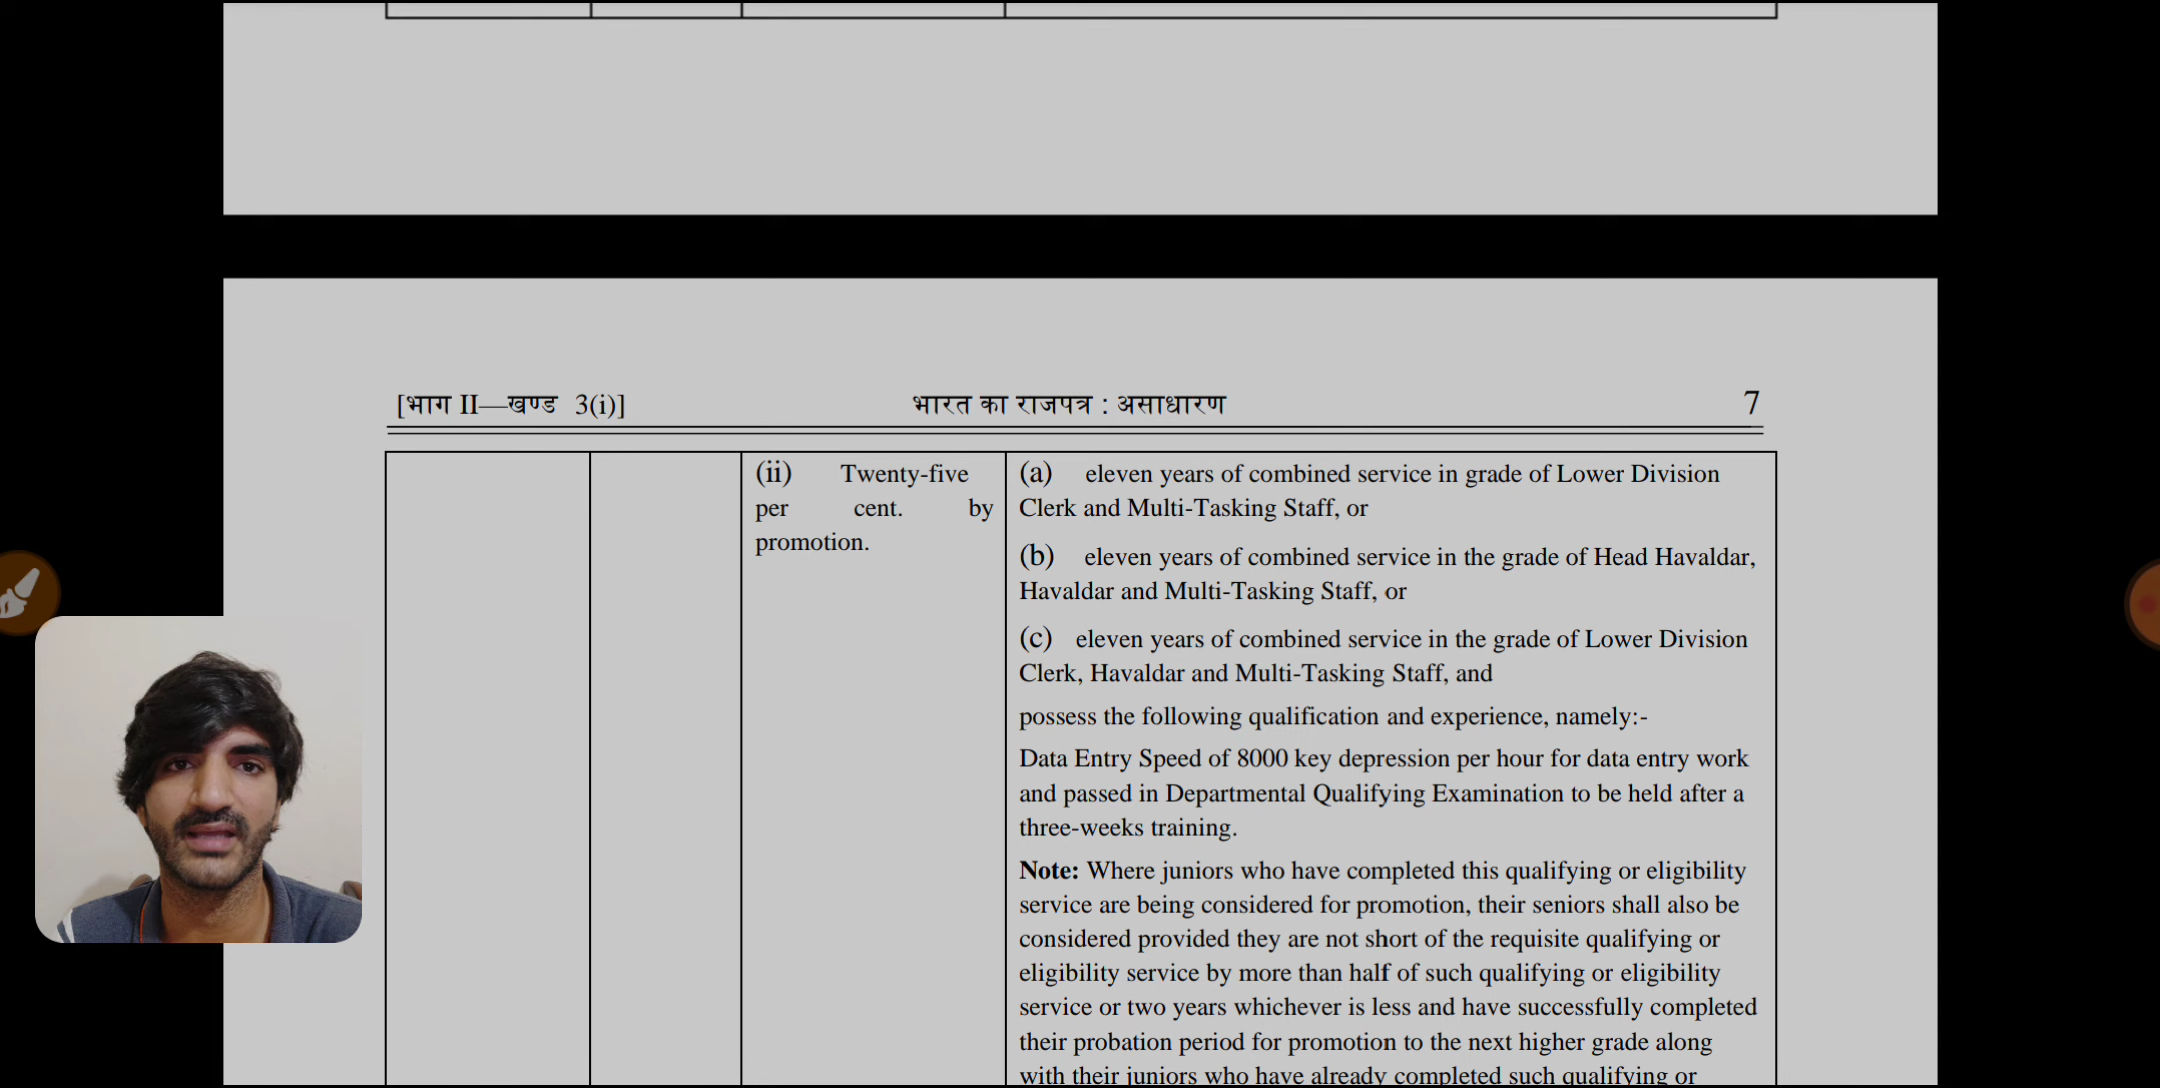 [भाग II—खण्ड 3(i)] भारत का राजपत्र : असाधारण 7
(ii) Twenty-five
per cent. by
promotion.
(a) eleven years of combined service in grade of Lower Division
Clerk and Multi-Tasking Staff, or
(b) eleven years of combined service in the grade of Head Havaldar,
Havaldar and Multi-Tasking Staff, or
(c) eleven years of combined service in the grade of Lower Division
Clerk, Havaldar and Multi-Tasking Staff, and
possess the following qualification and experience, namely:-
Data Entry Speed of 8000 key depression per hour for data entry work
and passed in Departmental Qualifying Examination to be held after a
three-weeks training.
Note: Where juniors who have completed this qualifying or eligibility
service are being considered for promotion, their seniors shall also be
considered provided they are not short of the requisite qualifying or
eligibility service by more than half of such qualifying or eligibility
service or two years whichever is less and have successfully completed
their probation period for promotion to the next higher grade along
with their juniors who have already completed such qualifying or